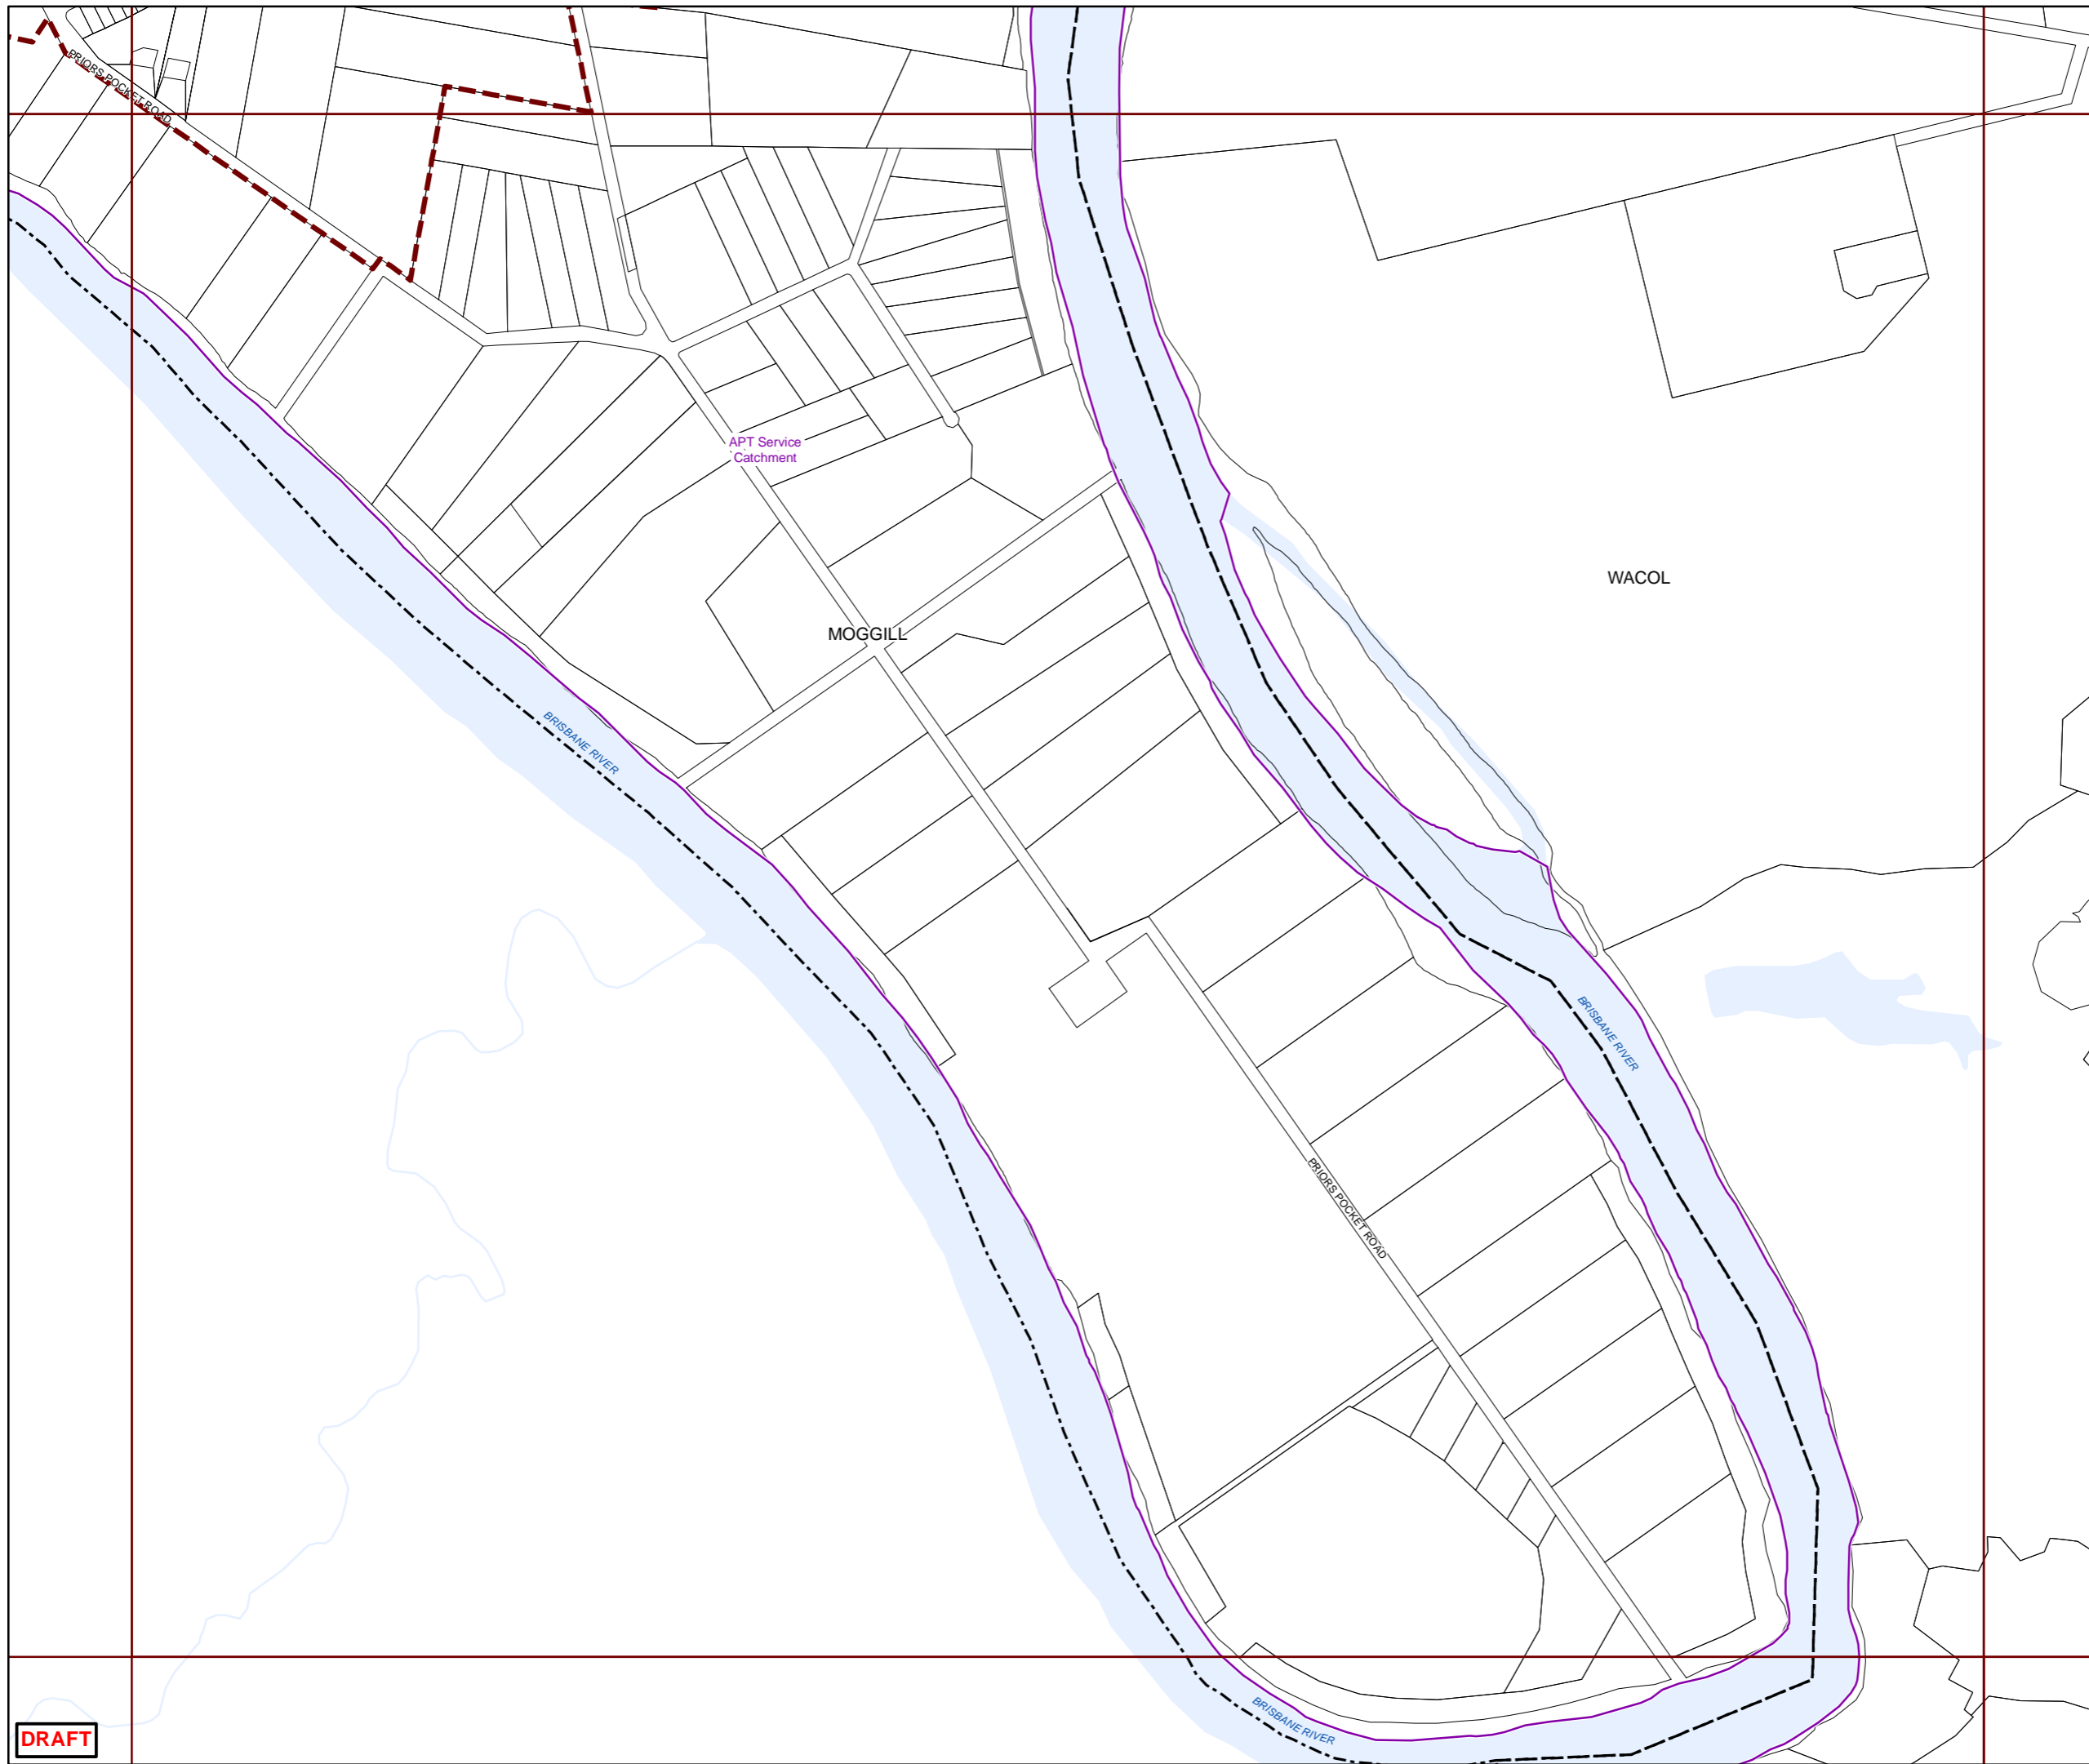 PRIORS POCKET ROAD
APT Service
Catchment
WACOL
MOGGILL
BRISBANE RIVER
BRISBANE RIVER
PRIORS POCKET ROAD
BRISBANE RIVER
DRAFT